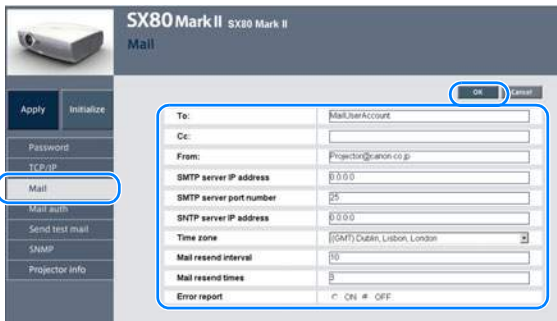 SX80 Mark II SX80 Mark II
Mail
OK Cancel
Apply Initialize
Password
TCP/IP
Mail
Mail auth
Send test mail
SNMP
Projector info
To: MailUserAccount
Cc:
From: Projector@canon.co.jp
SMTP server IP address 0.0.0.0
SMTP server port number 25
SNTP server IP address 0.0.0.0
Time zone ((GMT) Dublin, Lisbon, London
Mail resend interval 10
Mail resend times 3
Error report ON OFF